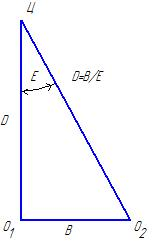 Ц
E D=B/E
D
O₁ B O₂